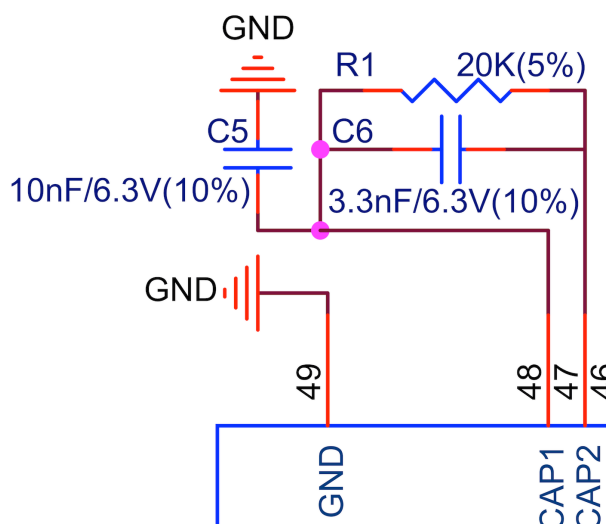 GND
R1
20K(5%)
C5
C6
10nF/6.3V(10%)
3.3nF/6.3V(10%)
GND
49
48
47
46
GND
CAP1
CAP2